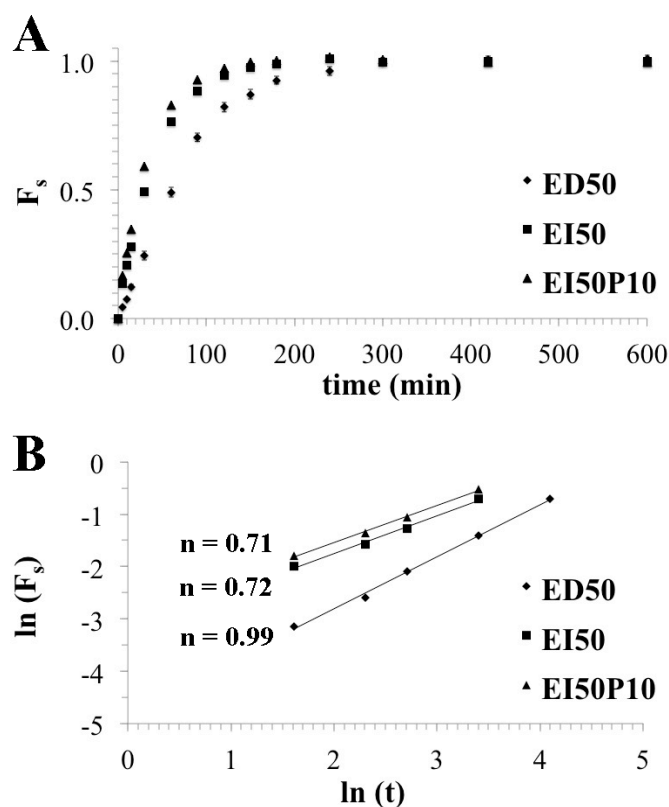 A
1.0
0.5
0.0
F_s
ED50
EI50
EI50P10
0 100 200 300 400 500 600
time (min)
B
0
-1
-2
-3
-4
-5
ln (F_s)
n = 0.71
n = 0.72
n = 0.99
ED50
EI50
EI50P10
0 1 2 3 4 5
ln (t)